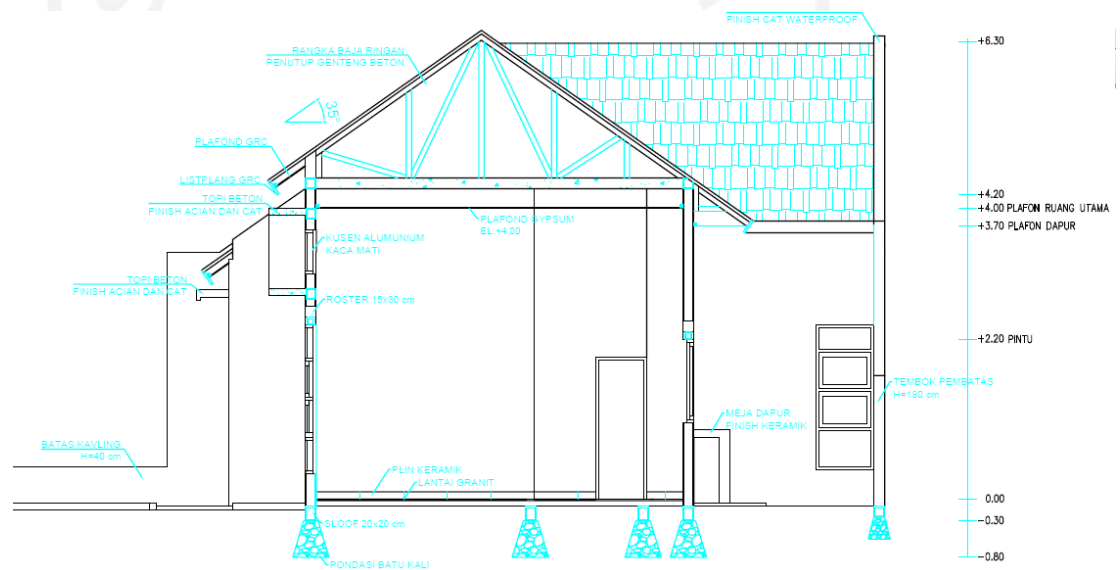 FINISH CAT WATERPROOF
RANGKA BAJA RINGAN
PENUTUP GENTENG BETON
+6.30
35°
PLAFOND GRC
LISTPLANG GRC
TOPI BETON
FINISH ACIAN DAN CAT
PLAFOND GYPSUM
EL.+4.00
+4.20
+4.00 PLAFON RUANG UTAMA
+3.70 PLAFON DAPUR
KUSEN ALUMUNIUM
KACA MATI
TOPI BETON
FINISH ACIAN DAN CAT
ROSTER 15x30 cm
+2.20 PINTU
TEMBOK PEMBATAS
H=190 cm
MEJA DAPUR
FINISH KERAMIK
BATAS KAVLING
H=40 cm
PLIN KERAMIK
LANTAI GRANIT
0.00
SLOOF 20x20 cm
-0.30
PONDASI BATU KALI
-0.80